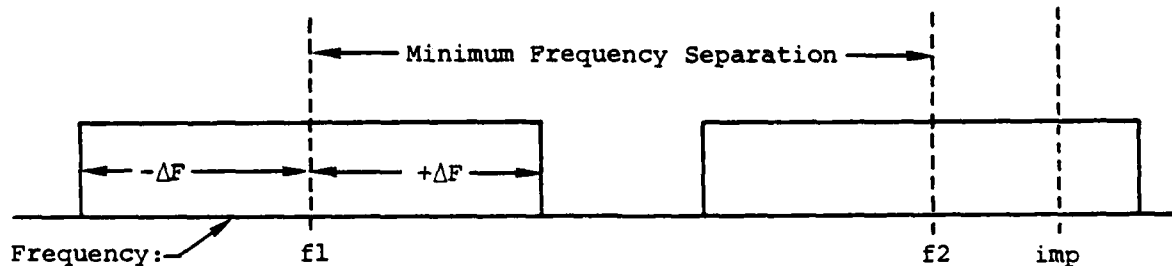 Minimum Frequency Separation
-ΔF
+ΔF
Frequency:
f1
f2
imp